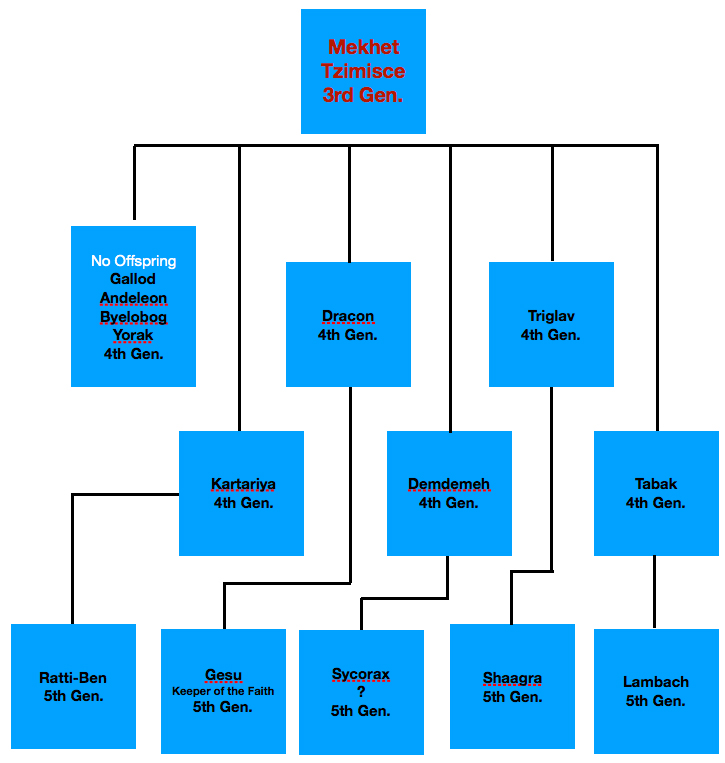 Mekhet
Tzimisce
3rd Gen.
No Offspring
Gallod
Andeleon
Byelobog
Yorak
4th Gen.
Dracon
4th Gen.
Triglav
4th Gen.
Kartariya
4th Gen.
Demdemeh
4th Gen.
Tabak
4th Gen.
Ratti-Ben
5th Gen.
Gesu
Keeper of the Faith
5th Gen.
Sycorax
?
5th Gen.
Shaagra
5th Gen.
Lambach
5th Gen.